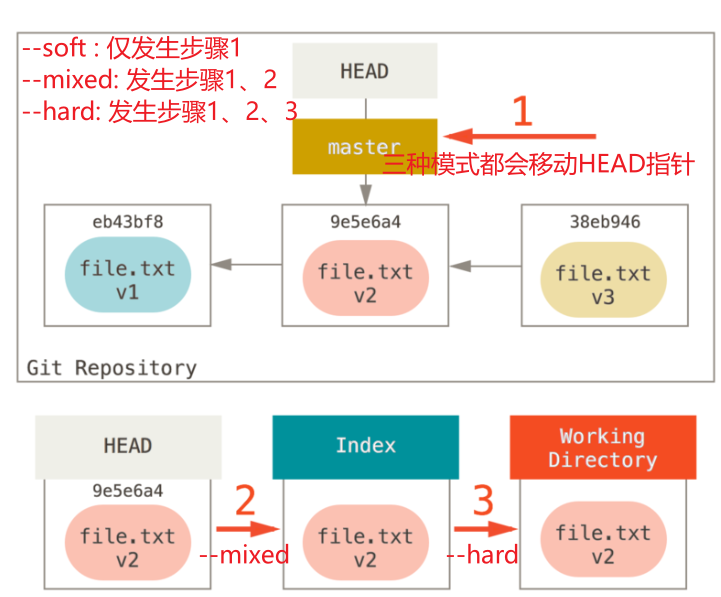 --soft : 仅发生步骤1
--mixed: 发生步骤1、2
--hard: 发生步骤1、2、3
HEAD
1
master
三种模式都会移动HEAD指针
eb43bf8
9e5e6a4
38eb946
file.txt
v1
file.txt
v2
file.txt
v3
Git Repository
HEAD
Index
Working
Directory
9e5e6a4
2
3
file.txt
v2
--mixed
file.txt
v2
--hard
file.txt
v2